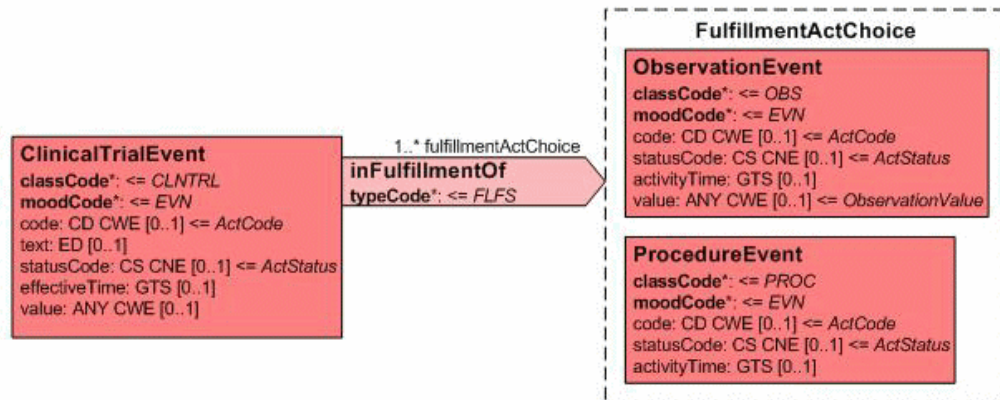 FulfillmentActChoice
ObservationEvent
classCode*: <= OBS
moodCode*: <= EVN
code: CD CWE [0..1] <= ActCode
statusCode: CS CNE [0..1] <= ActStatus
activityTime: GTS [0..1]
value: ANY CWE [0..1] <= ObservationValue
1..* fulfillmentActChoice
inFulfillmentOf
typeCode*: <= FLFS
ClinicalTrialEvent
classCode*: <= CLNTRL
moodCode*: <= EVN
code: CD CWE [0..1] <= ActCode
text: ED [0..1]
statusCode: CS CNE [0..1] <= ActStatus
effectiveTime: GTS [0..1]
value: ANY CWE [0..1]
ProcedureEvent
classCode*: <= PROC
moodCode*: <= EVN
code: CD CWE [0..1] <= ActCode
statusCode: CS CNE [0..1] <= ActStatus
activityTime: GTS [0..1]